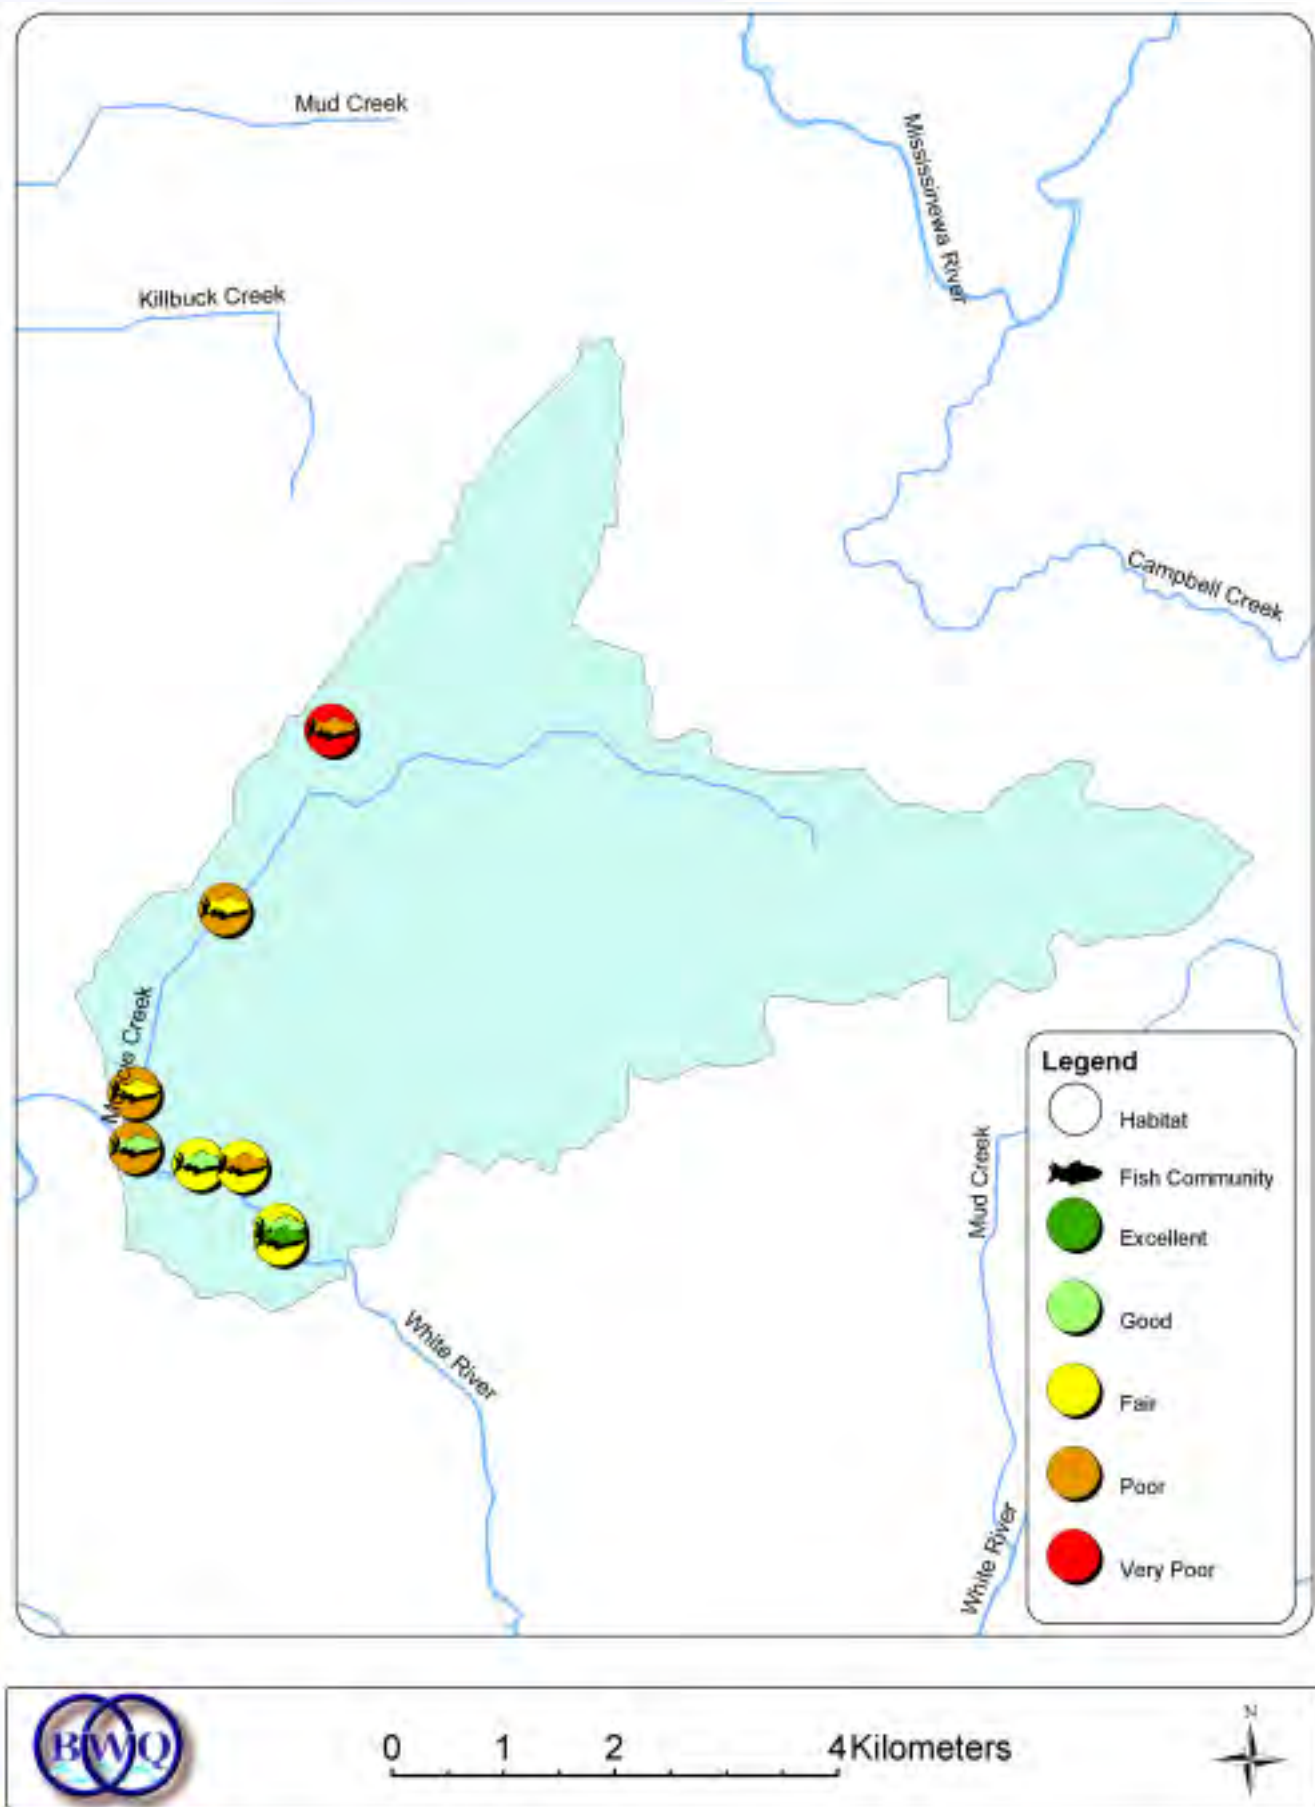 Mud Creek
Mississinewa River
Killbuck Creek
Campbell Creek
Creek
White River
Mud Creek
White River
Legend
Habitat
Fish Community
Excellent
Good
Fair
Poor
Very Poor
BWQ
0 1 2 4 Kilometers
N